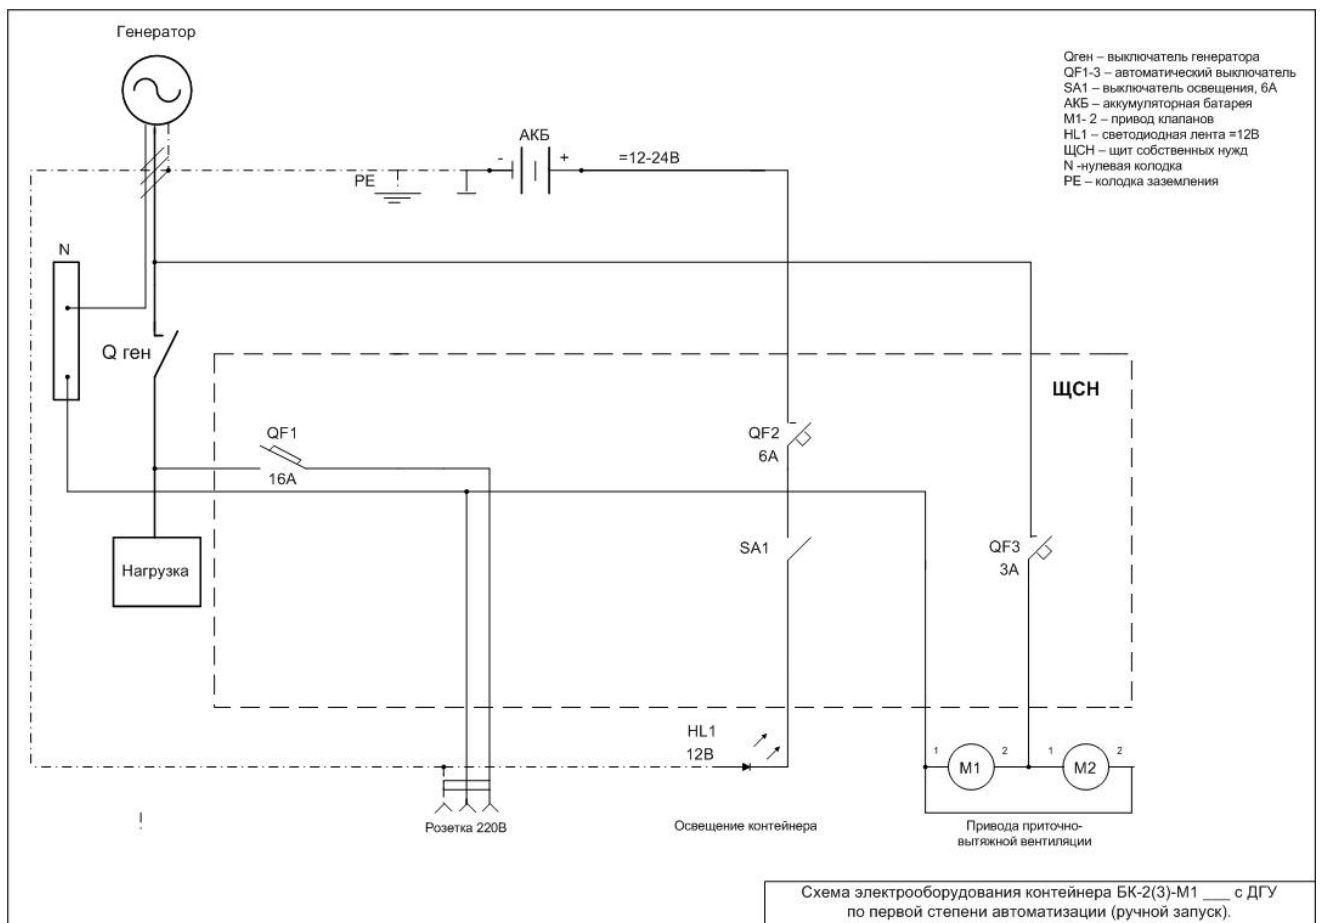 Генератор
Qген – выключатель генератора
QF1-3 – автоматический выключатель
SA1 – выключатель освещения, 6А
АКБ – аккумуляторная батарея
М1- 2 – привод клапанов
HL1 – светодиодная лента =12В
ЩСН – щит собственных нужд
N -нулевая колодка
PE – колодка заземления
АКБ
- +
=12-24В
PE
N
Q ген
ЩСН
QF1
16А
QF2
6А
SA1
QF3
3А
Нагрузка
HL1
12В
1 М1 2
1 М2 2
Розетка 220В
Освещение контейнера
Привода приточно-
вытяжной вентиляции
Схема электрооборудования контейнера БК-2(3)-М1 ___ с ДГУ
по первой степени автоматизации (ручной запуск).